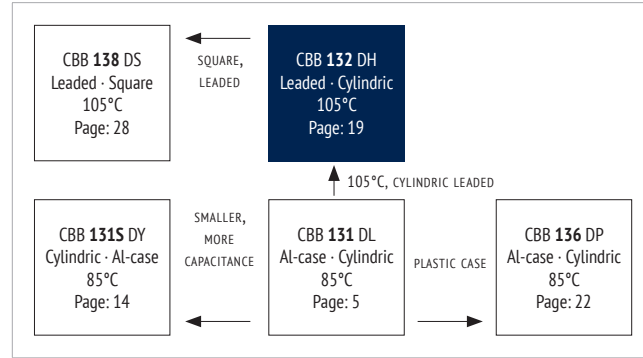 CBB 138 DS
Leaded · Square
105°C
Page: 28
SQUARE,
LEADED
CBB 132 DH
Leaded · Cylindric
105°C
Page: 19
105°C, CYLINDRIC LEADED
CBB 131S DY
Cylindric · Al-case
85°C
Page: 14
SMALLER,
MORE
CAPACITANCE
CBB 131 DL
Al-case · Cylindric
85°C
Page: 5
PLASTIC CASE
CBB 136 DP
Al-case · Cylindric
85°C
Page: 22